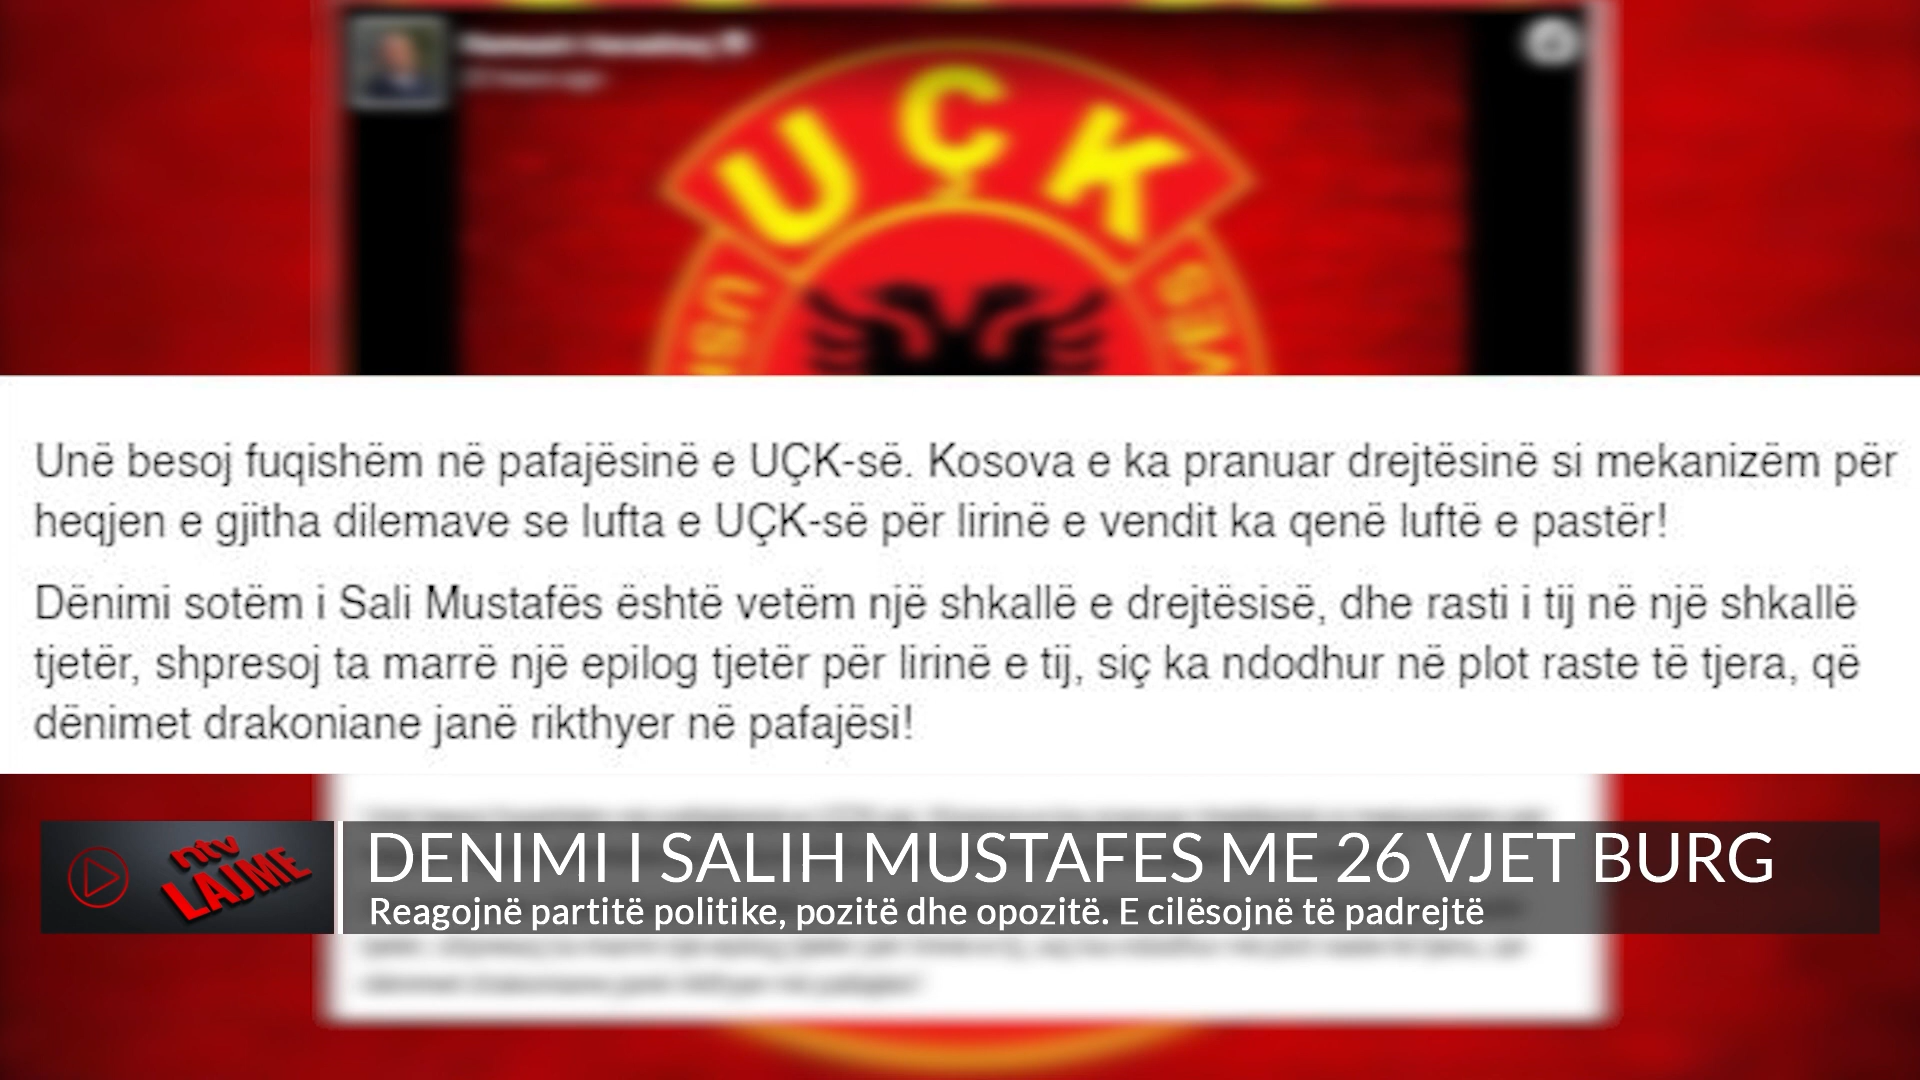 UÇK
Unë besoj fuqishëm në pafajësinë e UÇK-së. Kosova e ka pranuar drejtësinë si mekanizëm për
heqjen e gjitha dilemave se lufta e UÇK-së për lirinë e vendit ka qenë luftë e pastër!
Dënimi sotëm i Sali Mustafës është vetëm një shkallë e drejtësisë, dhe rasti i tij në një shkallë
tjetër, shpresoj ta marrë një epilog tjetër për lirinë e tij, siç ka ndodhur në plot raste të tjera, që
dënimet drakoniane janë rikthyer në pafajësi!
ntv
LAJME
DENIMI I SALIH MUSTAFES ME 26 VJET BURG
Reagojnë partitë politike, pozitë dhe opozitë. E cilësojnë të padrejtë